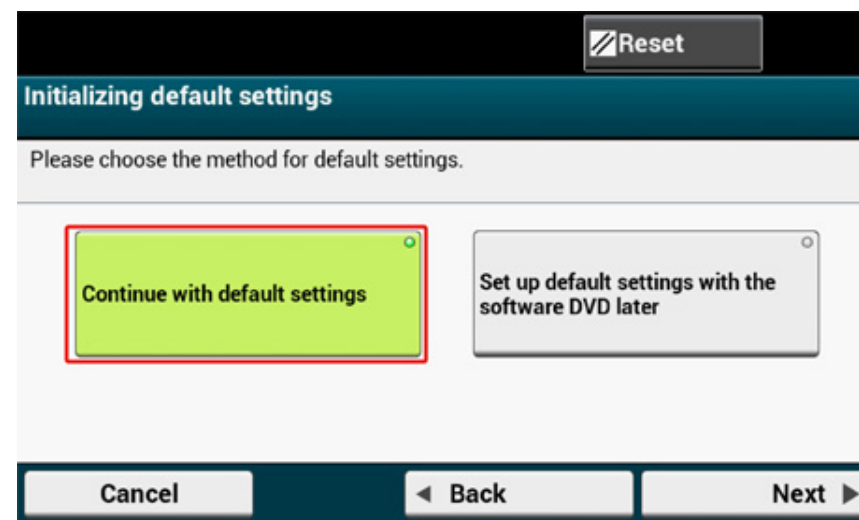 Reset
Initializing default settings
Please choose the method for default settings.
Continue with default settings
Set up default settings with the
software DVD later
Cancel
Back
Next